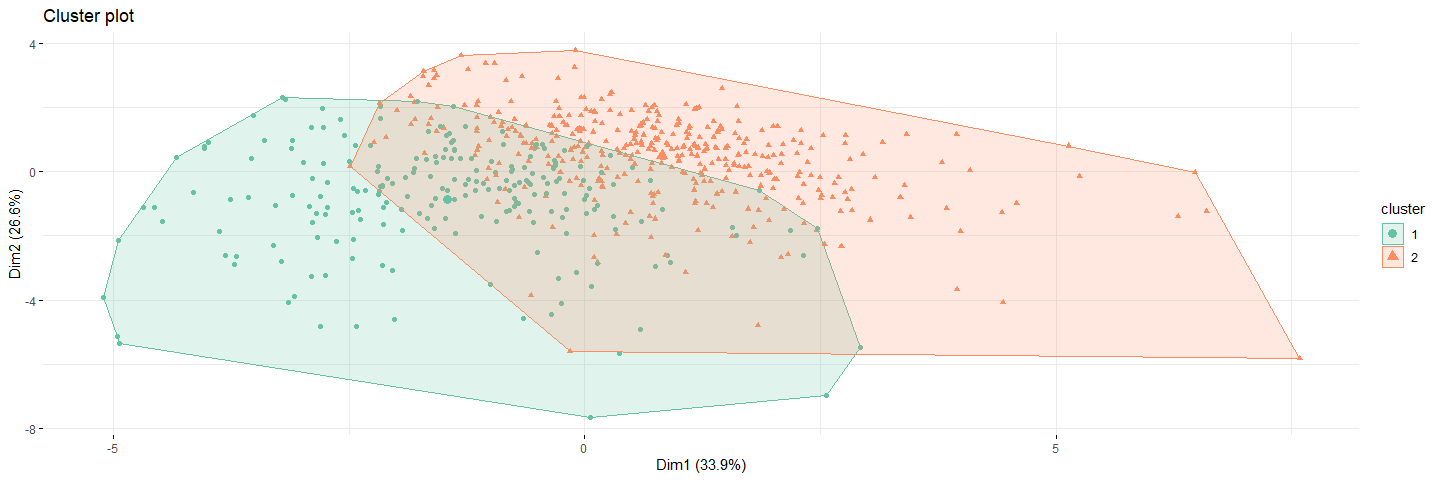 Cluster plot
4
0
-4
-8
Dim2 (26.6%)
-5
0
5
Dim1 (33.9%)
cluster
1
2